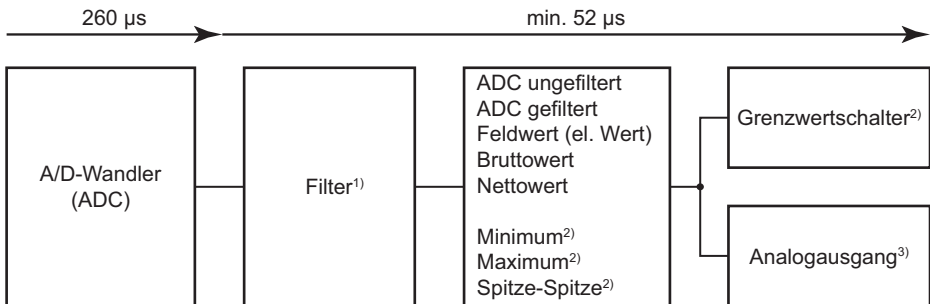 260 µs
min. 52 µs
A/D-Wandler
(ADC)
Filter1)
ADC ungefiltert
ADC gefiltert
Feldwert (el. Wert)
Bruttowert
Nettowert
Minimum2)
Maximum2)
Spitze-Spitze2)
Grenzwertschalter2)
Analogausgang3)